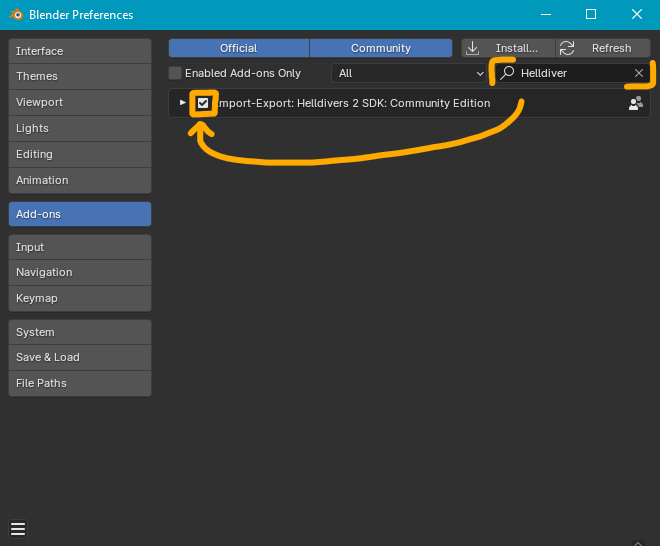 Blender Preferences
Interface
Themes
Viewport
Lights
Editing
Animation
Add-ons
Input
Navigation
Keymap
System
Save & Load
File Paths
Official Community Install... Refresh
Enabled Add-ons Only All Helldiver
Import-Export: Helldivers 2 SDK: Community Edition